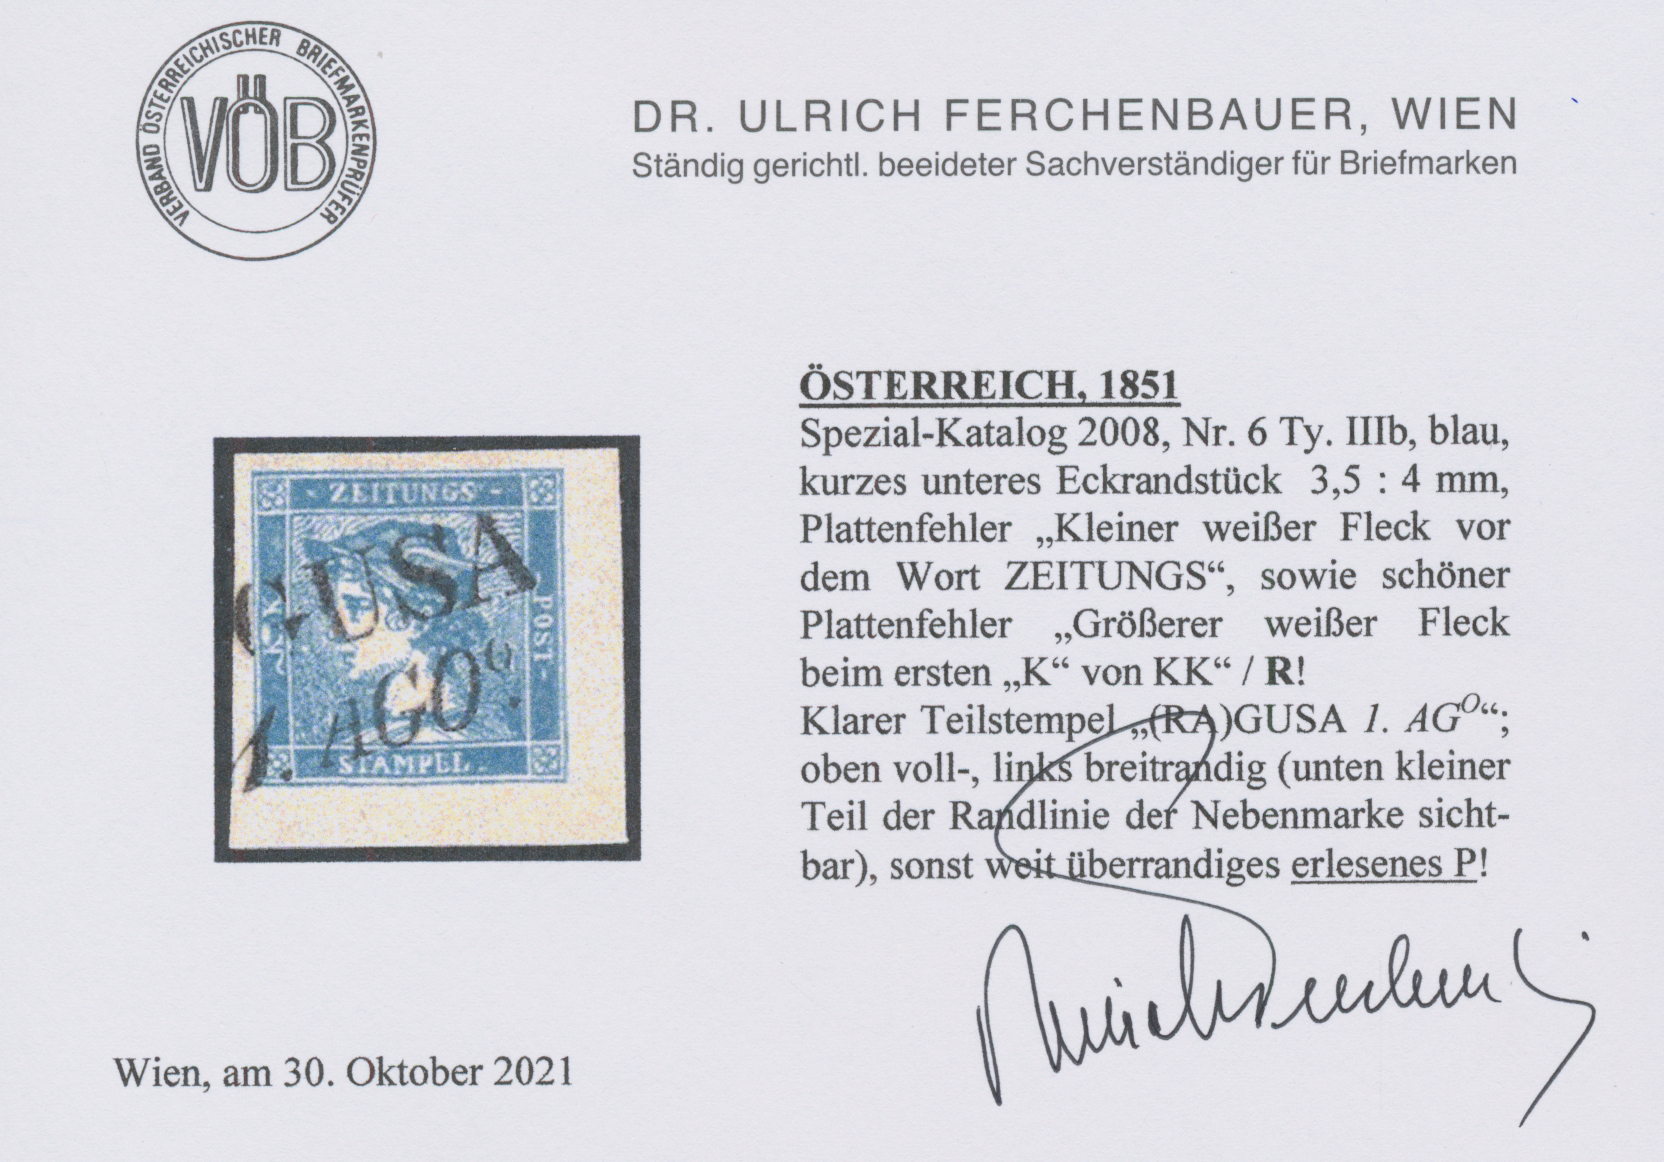 VERBAND ÖSTERREICHISCHER BRIEFMARKENPRÜFER
VÖB
DR. ULRICH FERCHENBAUER, WIEN
Ständig gerichtl. beeideter Sachverständiger für Briefmarken
ÖSTERREICH, 1851
Spezial-Katalog 2008, Nr. 6 Ty. IIIb, blau,
kurzes unteres Eckrandstück 3,5 : 4 mm,
Plattenfehler „Kleiner weißer Fleck vor
dem Wort ZEITUNGS“, sowie schöner
Plattenfehler „Größerer weißer Fleck
beim ersten „K“ von KK“ / R!
Klarer Teilstempel „(RA)GUSA 1. AGᴼ“;
oben voll-, links breitrandig (unten kleiner
Teil der Randlinie der Nebenmarke sicht-
bar), sonst weit überrandiges erlesenes P!
ZEITUNGS
GUSA
K.K.
POST
1. AGOº.
STAMPEL
Wien, am 30. Oktober 2021